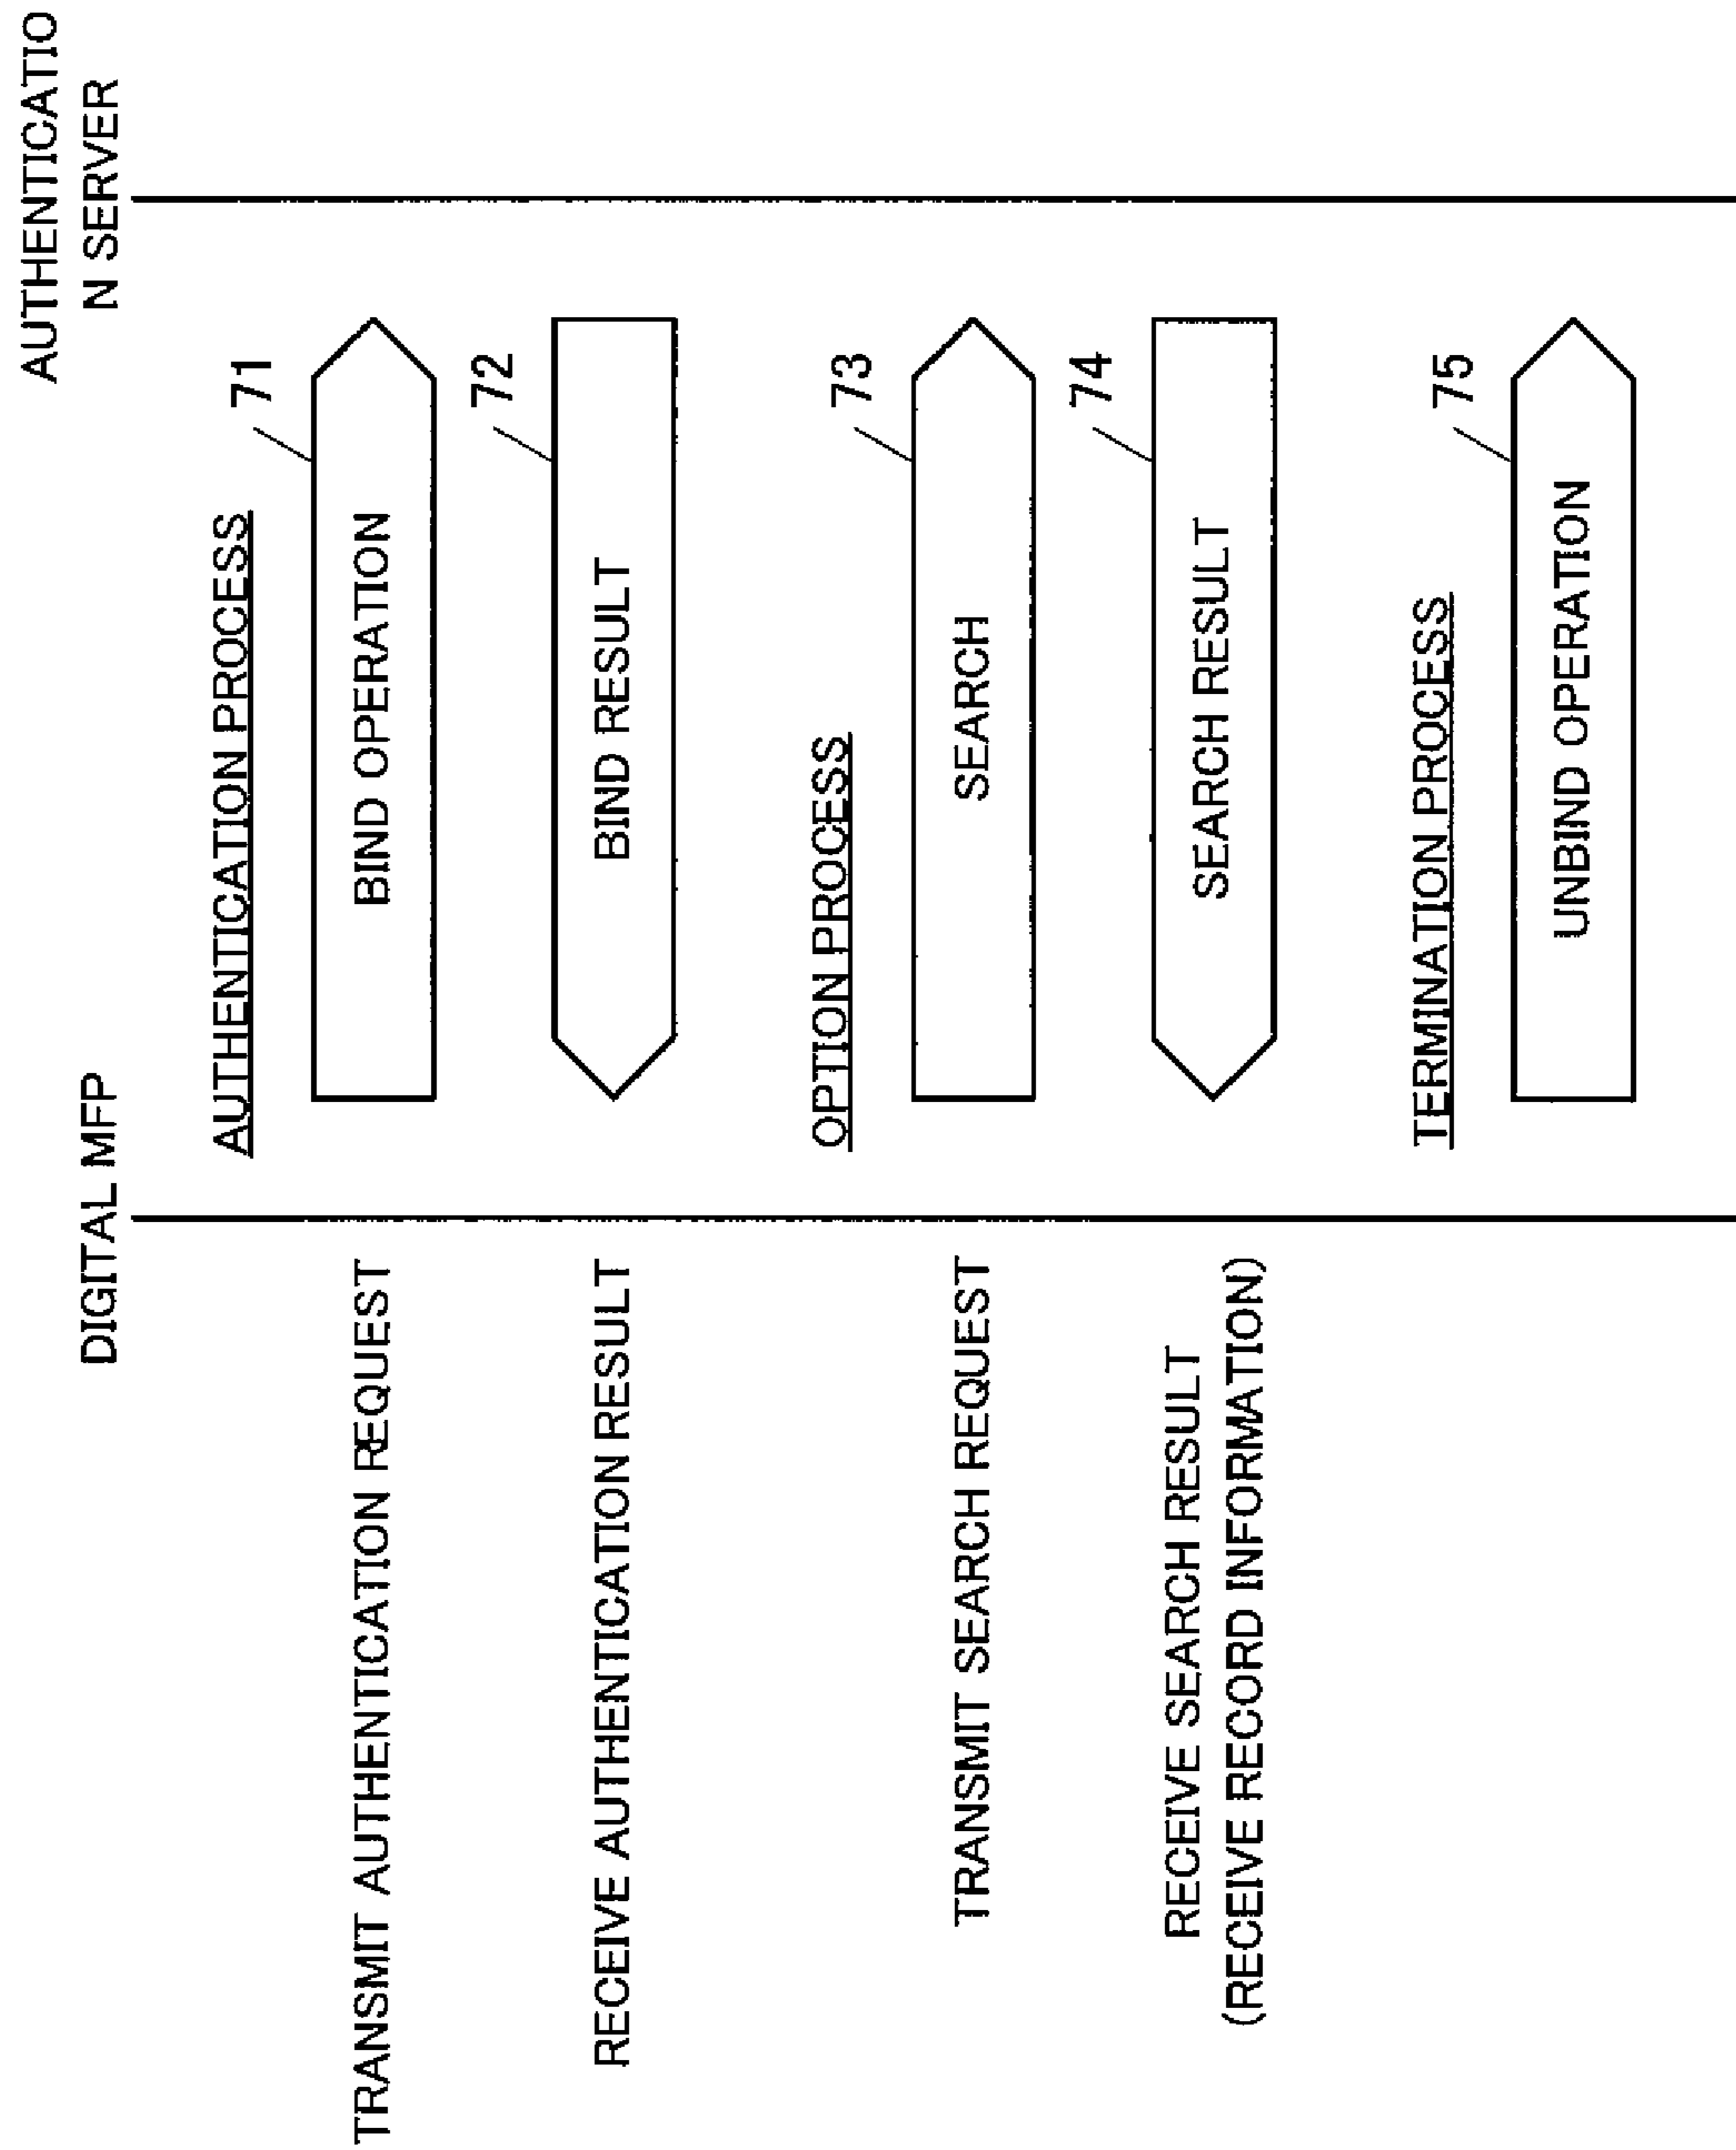 DIGITAL MFP
AUTHENTICATIO
N SERVER
AUTHENTICATION PROCESS
71
TRANSMIT AUTHENTICATION REQUEST
BIND OPERATION
72
RECEIVE AUTHENTICATION RESULT
BIND RESULT
OPTION PROCESS
73
TRANSMIT SEARCH REQUEST
SEARCH
74
RECEIVE SEARCH RESULT
(RECEIVE RECORD INFORMATION)
SEARCH RESULT
TERMINATION PROCESS
75
UNBIND OPERATION